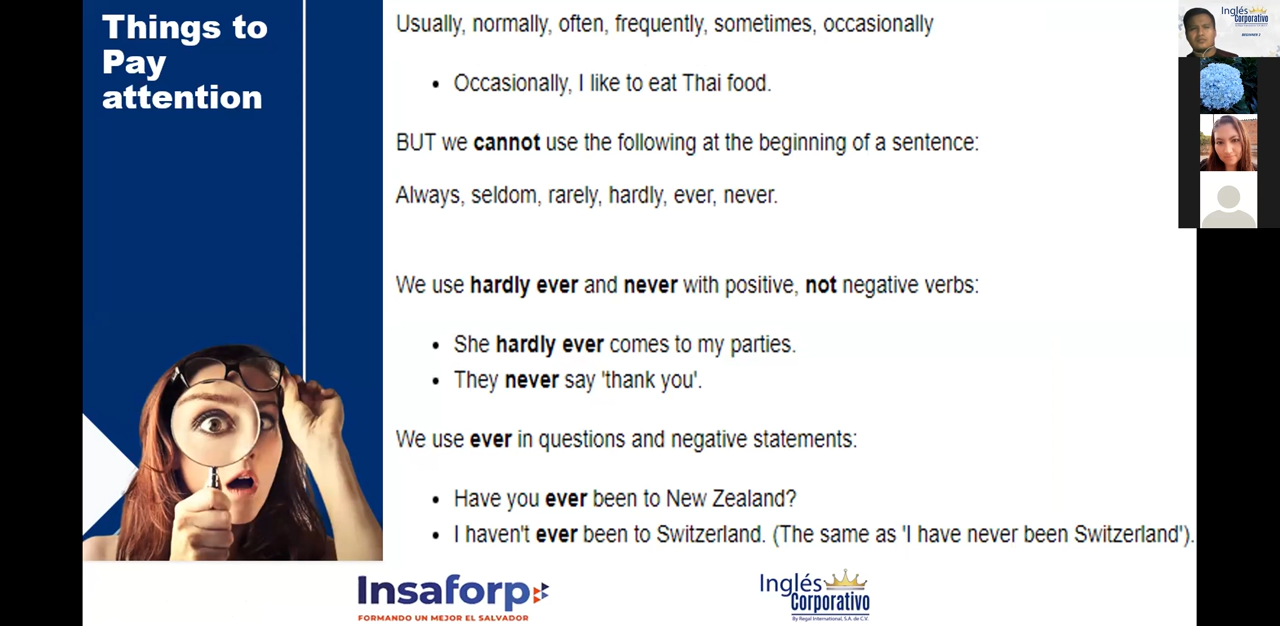 Things to
Pay
attention
Usually, normally, often, frequently, sometimes, occasionally
• Occasionally, I like to eat Thai food.
BUT we cannot use the following at the beginning of a sentence:
Always, seldom, rarely, hardly, ever, never.
We use hardly ever and never with positive, not negative verbs:
• She hardly ever comes to my parties.
• They never say 'thank you'.
We use ever in questions and negative statements:
• Have you ever been to New Zealand?
• I haven't ever been to Switzerland. (The same as 'I have never been Switzerland').
Insaforp
FORMANDO UN MEJOR EL SALVADOR
Inglés
Corporativo
By Regal International, S.A. de C.V.
Inglés
Corporativo